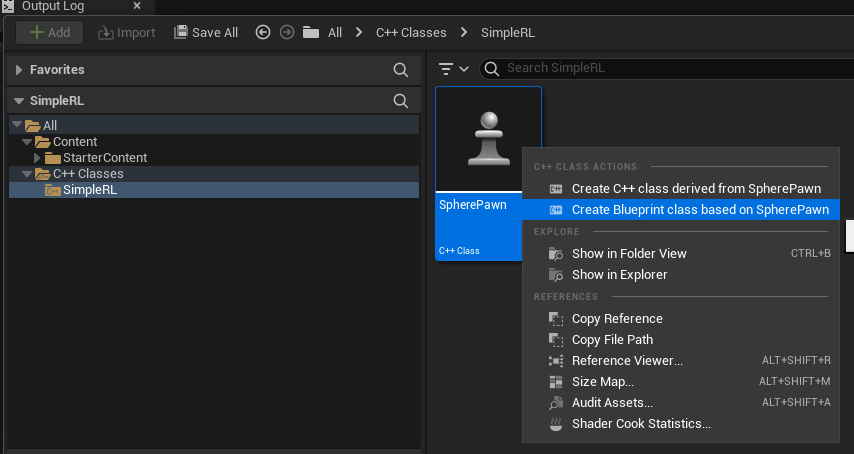 Output Log
Add
Import
Save All
All
C++ Classes
SimpleRL
Favorites
SimpleRL
All
Content
StarterContent
C++ Classes
SimpleRL
Search SimpleRL
SpherePawn
C++ Class
C++ CLASS ACTIONS
Create C++ class derived from SpherePawn
Create Blueprint class based on SpherePawn
EXPLORE
Show in Folder View CTRL+B
Show in Explorer
REFERENCES
Copy Reference
Copy File Path
Reference Viewer... ALT+SHIFT+R
Size Map... ALT+SHIFT+M
Audit Assets... ALT+SHIFT+A
Shader Cook Statistics...